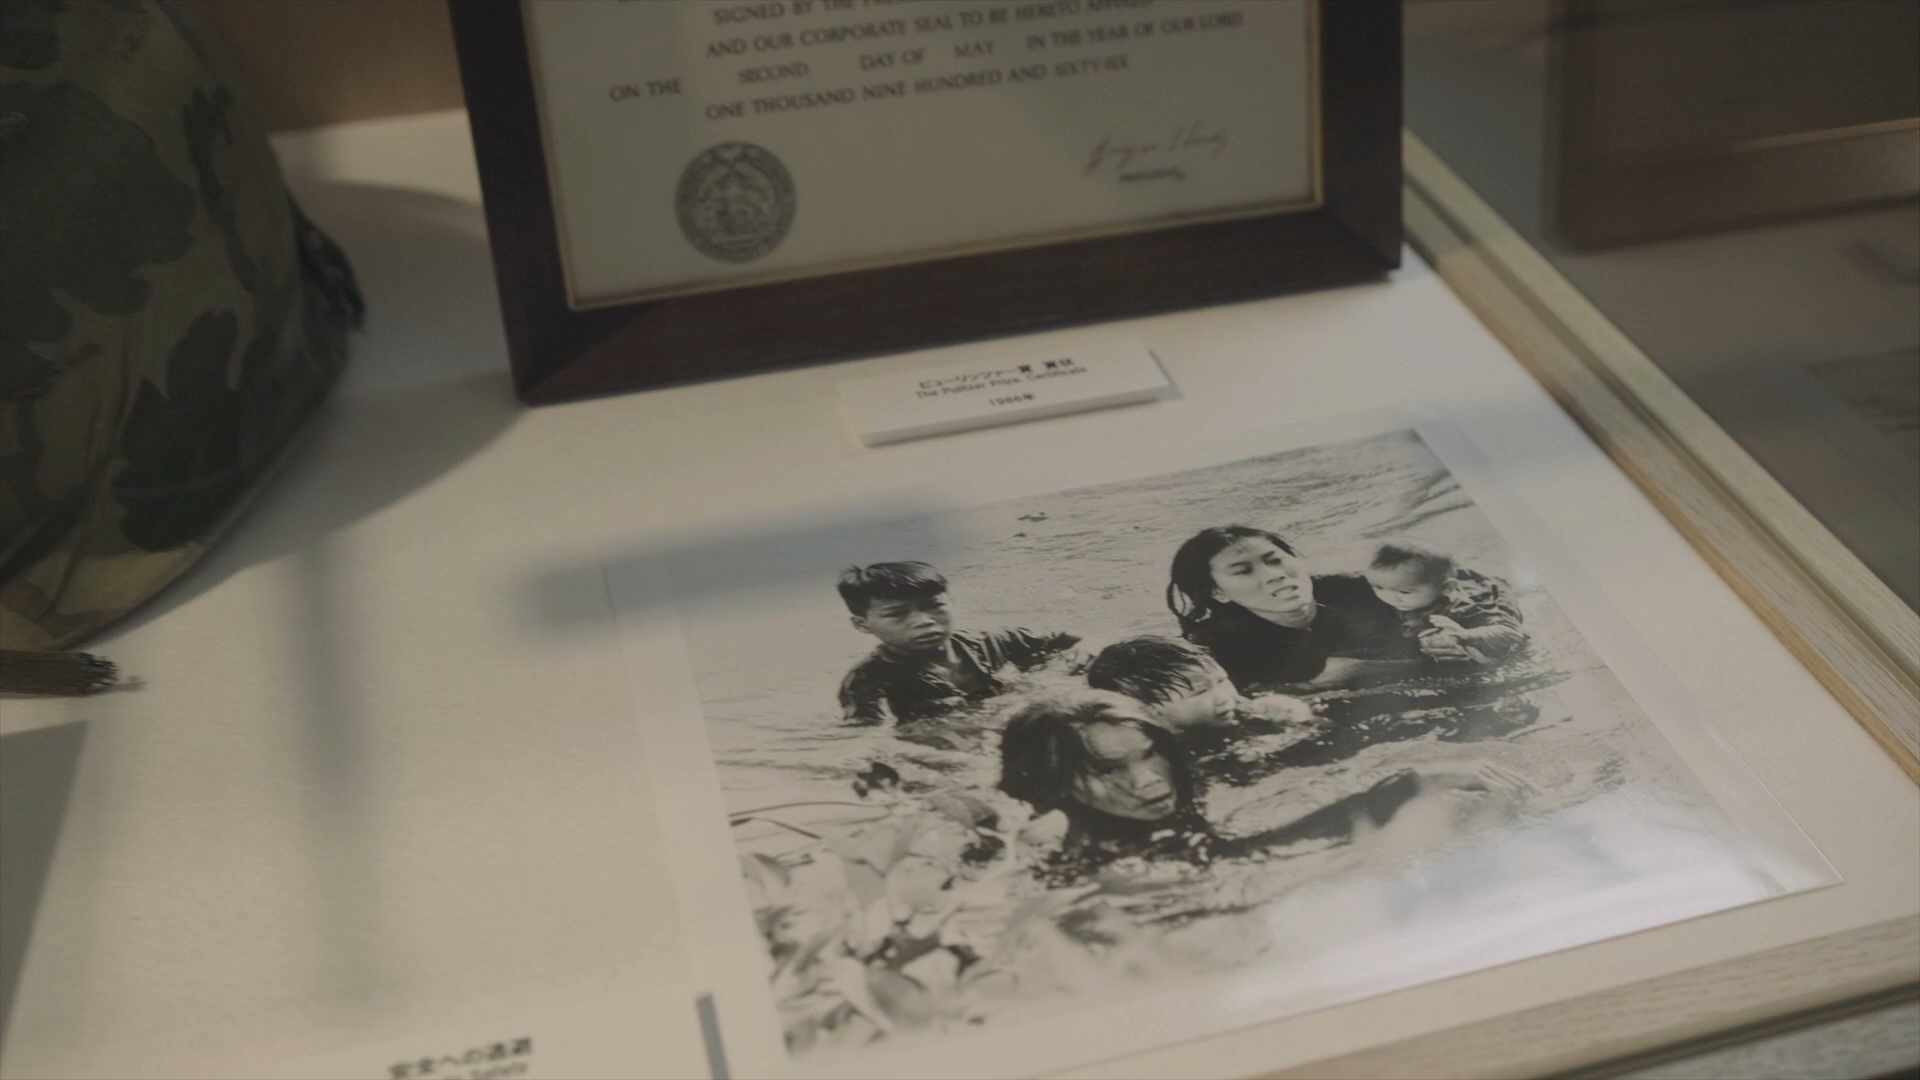 SIGNED BY THE
AND OUR CORPORATE SEAL TO BE HERETO AFFIXED
ON THE SECOND DAY OF MAY IN THE YEAR OF OUR LORD
ONE THOUSAND NINE HUNDRED AND SIXTY-SIX
ピューリッツァー賞 賞状
The Pulitzer Prize, Certificate
1966年
安全への逃避
Safety